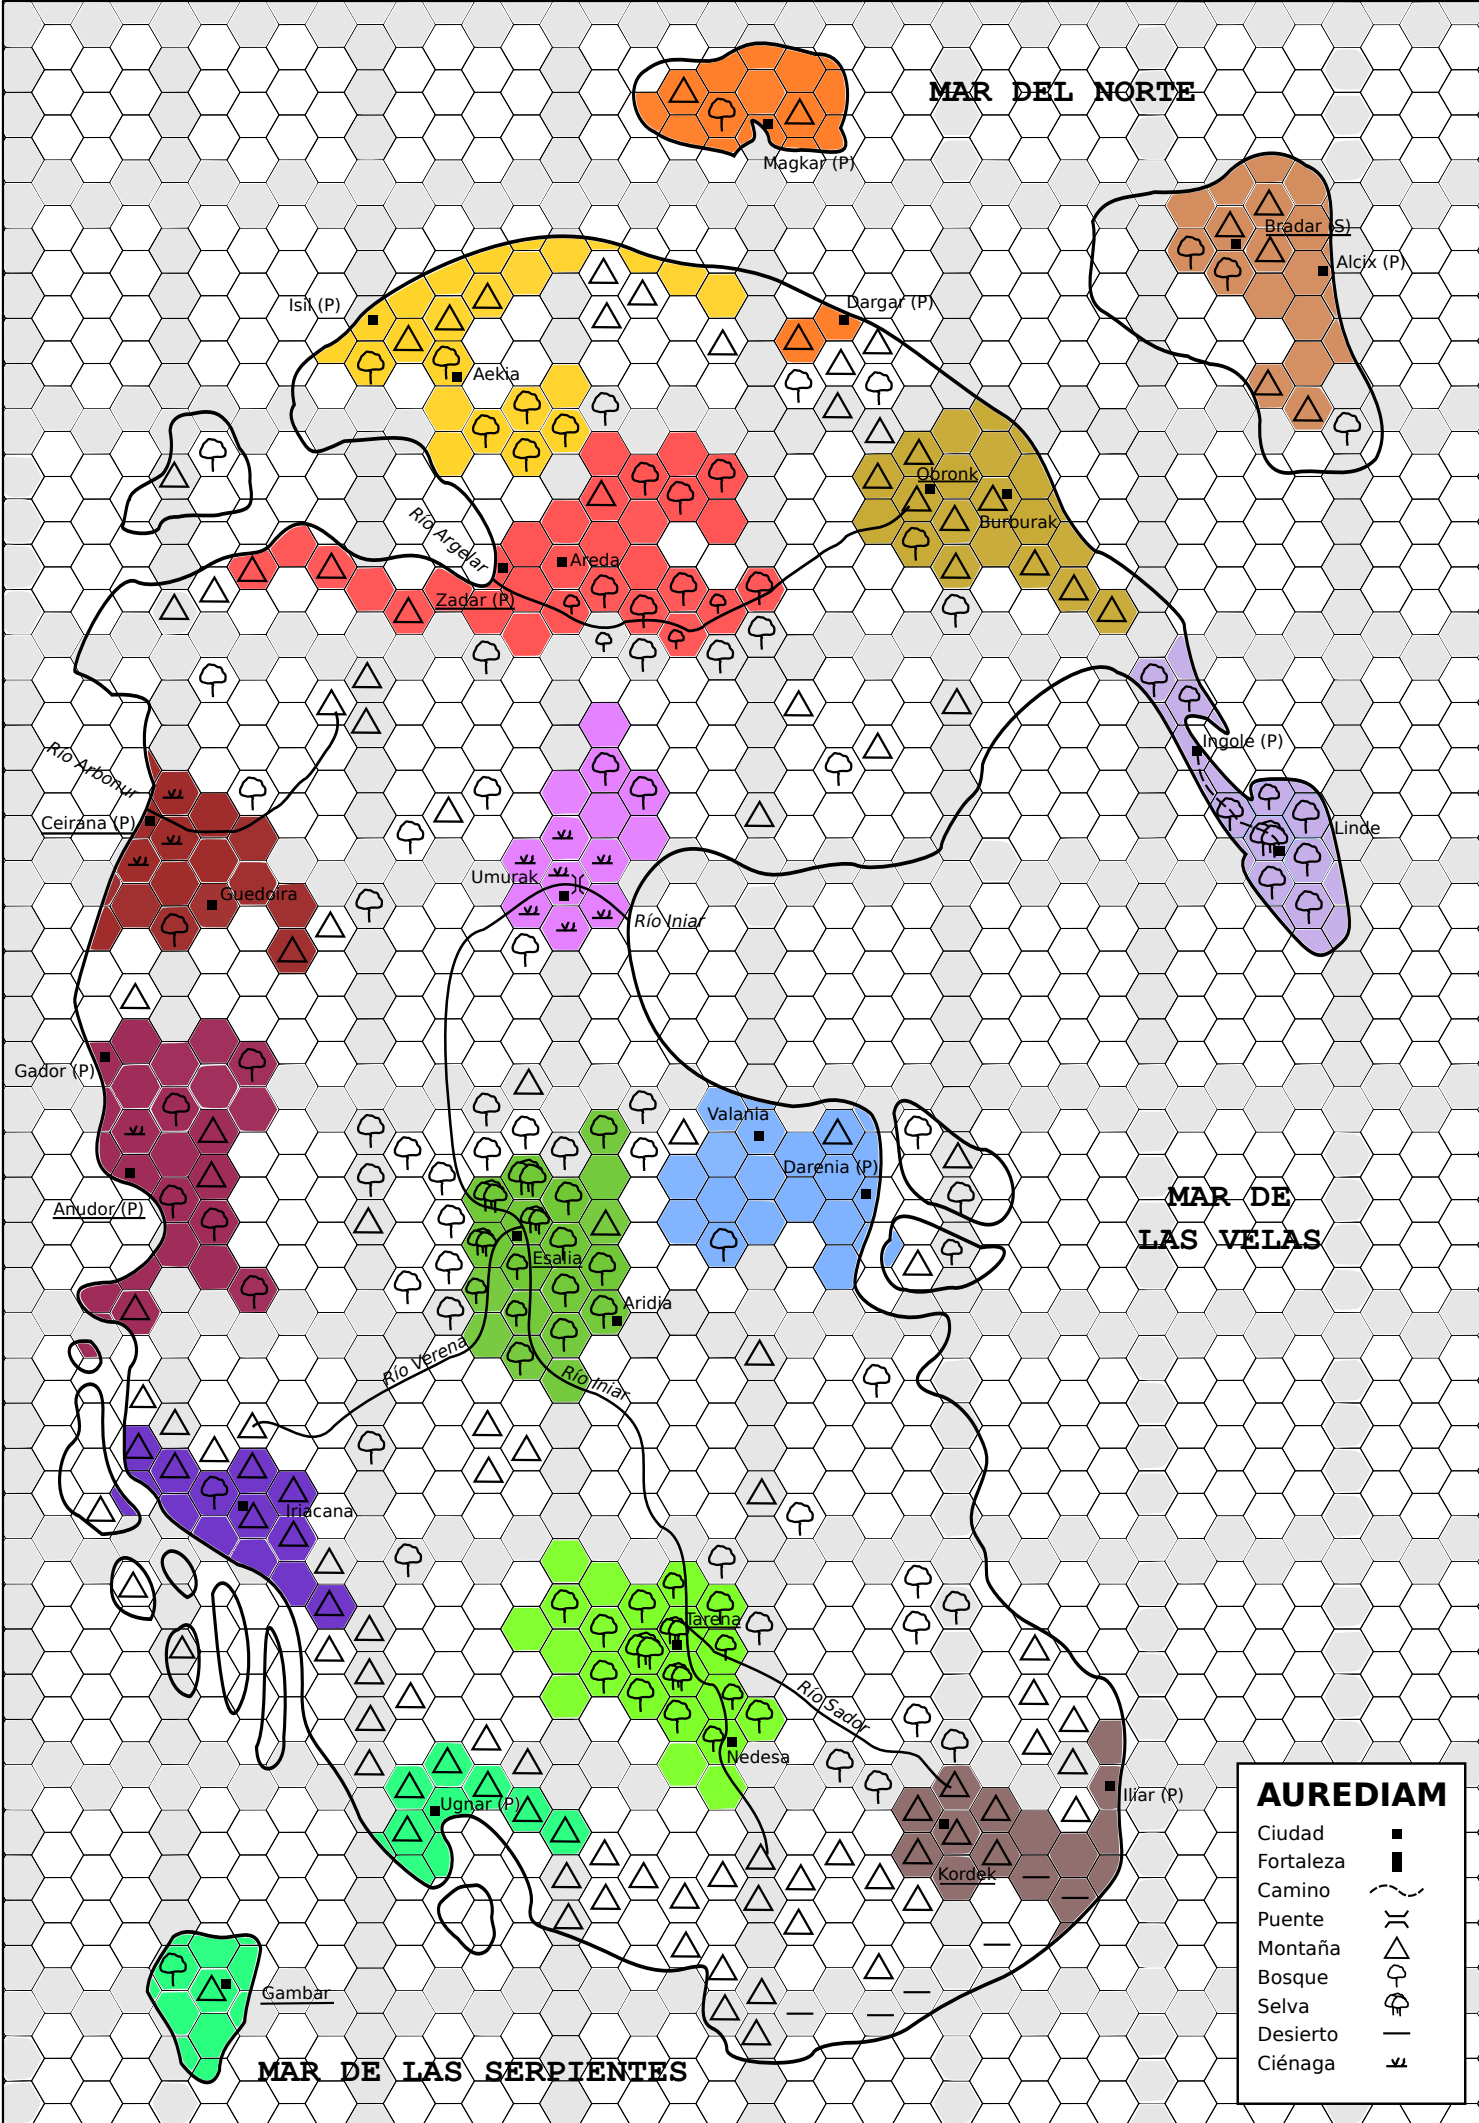 MAR DEL NORTE
Magkar (P)
Bradar (S)
Alcix (P)
Isil (P)
Dargar (P)
Aekia
Obronk
Burburak
Río Argelar
Areda
Zadar (P)
Ingole (P)
Río Arbonur
Ceirana (P)
Linde
Umurak
Guedoira
Río Iniar
Gador (P)
Valania
Darenia (P)
MAR DE
LAS VELAS
Anudor (P)
Esalia
Aridia
Río Verena
Río Iniar
Iriacana
Tarena
Río Sador
Nedesa
Iliar (P)
Ugnar (P)
Kordek
Gambar
MAR DE LAS SERPIENTES
AUREDIAM
Ciudad
Fortaleza
Camino
Puente
Montaña
Bosque
Selva
Desierto
Ciénaga